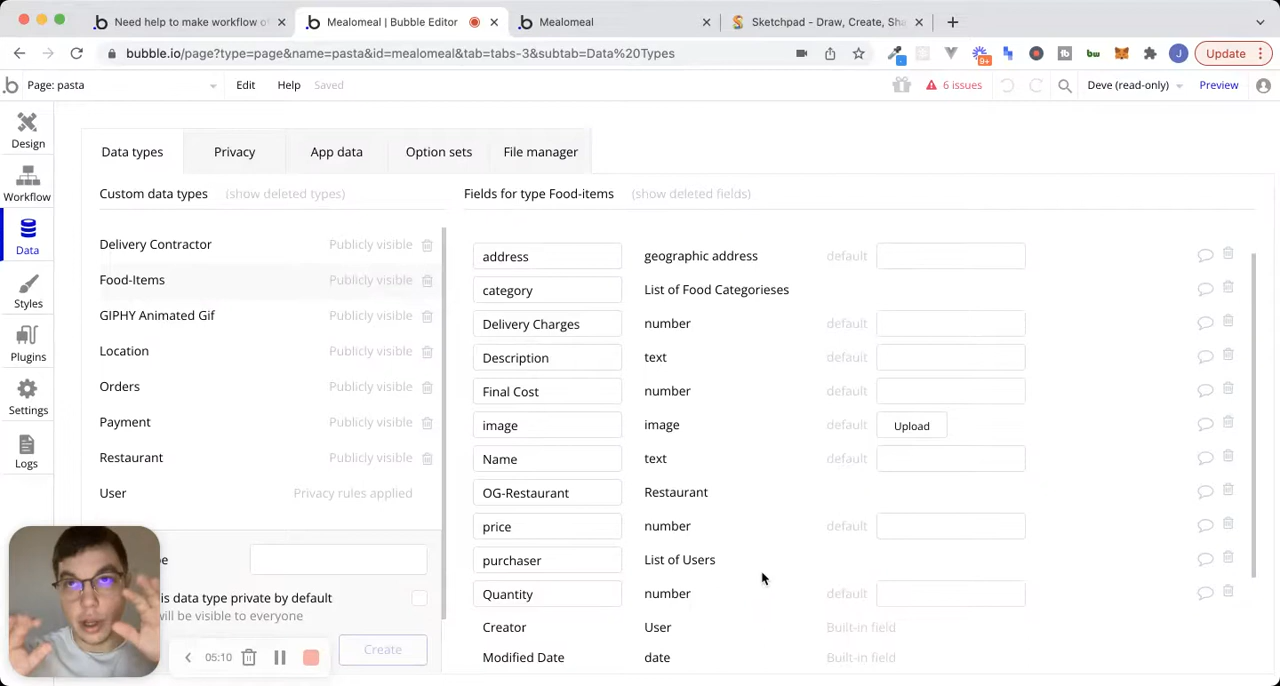 Need help to make workflow o
Mealomeal | Bubble Editor
Mealomeal
Sketchpad - Draw, Create, Sha
bubble.io/page?type=page&name=pasta&id=mealomeal&tab=tabs-3&subtab=Data%20Types
9+
tb
bw
J
Update
Page: pasta
Edit
Help
Saved
6 issues
Deve (read-only)
Preview
Design
Workflow
Data
Styles
Plugins
Settings
Logs
Data types
Privacy
App data
Option sets
File manager
Custom data types
(show deleted types)
Fields for type Food-items
(show deleted fields)
Delivery Contractor
Publicly visible
Food-Items
Publicly visible
GIPHY Animated Gif
Publicly visible
Location
Publicly visible
Orders
Publicly visible
Payment
Publicly visible
Restaurant
Publicly visible
User
Privacy rules applied
address
geographic address
default
category
List of Food Categorieses
Delivery Charges
number
default
Description
text
default
Final Cost
number
default
image
image
default
Upload
Name
text
default
OG-Restaurant
Restaurant
price
number
default
purchaser
List of Users
Quantity
number
default
Creator
User
Built-in field
Modified Date
date
Built-in field
is data type private by default
will be visible to everyone
05:10
Create